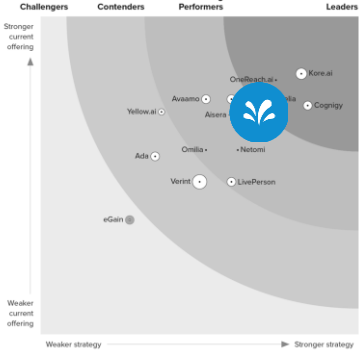 Challengers Contenders Performers Leaders
Stronger
current
offering
Kore.ai
OneReach.ai
Avaamo
Cognigy
Yellow.ai
Aisera
Omilia
Netomi
Ada
Verint
LivePerson
eGain
Weaker
current
offering
Weaker strategy Stronger strategy